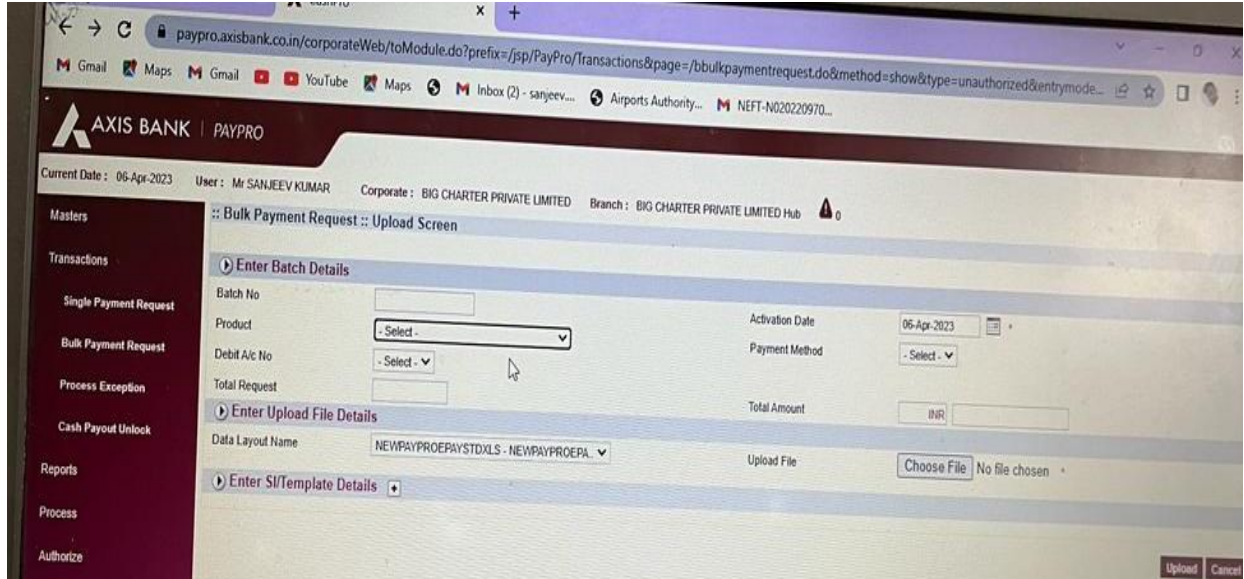 paypro.axisbank.co.in/corporateWeb/toModule.do?prefix=/jsp/PayPro/Transactions&page=/bbulkpaymentrequest.do&method=show&type=unauthorized&entrymode...
Gmail Maps Gmail YouTube Maps Inbox (2) - sanjeev.... Airports Authority... NEFT-N020220970...
AXIS BANK | PAYPRO
Current Date : 06-Apr-2023 User : Mr SANJEEV KUMAR Corporate : BIG CHARTER PRIVATE LIMITED Branch : BIG CHARTER PRIVATE LIMITED Hub 0
Masters
:: Bulk Payment Request :: Upload Screen
Transactions
Enter Batch Details
Single Payment Request
Batch No
Activation Date 06-Apr-2023 *
Bulk Payment Request
Product - Select -
Payment Method - Select -
Debit A/c No - Select -
Process Exception
Total Request
Total Amount INR
Cash Payout Unlock
Enter Upload File Details
Data Layout Name NEWPAYPROEPAYSTDXLS - NEWPAYPROEPA..
Upload File Choose File No file chosen *
Reports
Enter SI/Template Details +
Process
Authorize
Upload Cancel